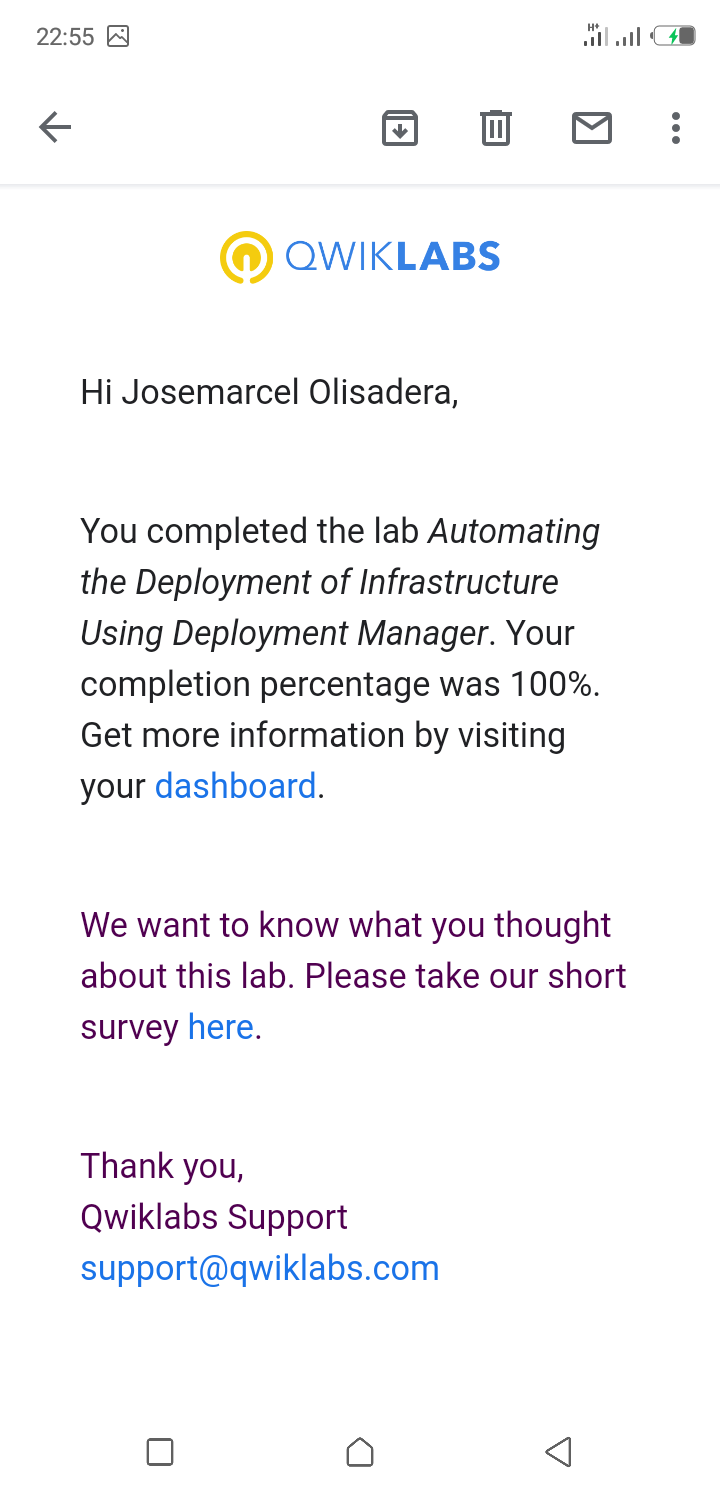 22:55
H+
QWIKLABS
Hi Josemarcel Olisadera,
You completed the lab Automating
the Deployment of Infrastructure
Using Deployment Manager. Your
completion percentage was 100%.
Get more information by visiting
your dashboard.
We want to know what you thought
about this lab. Please take our short
survey here.
Thank you,
Qwiklabs Support
support@qwiklabs.com